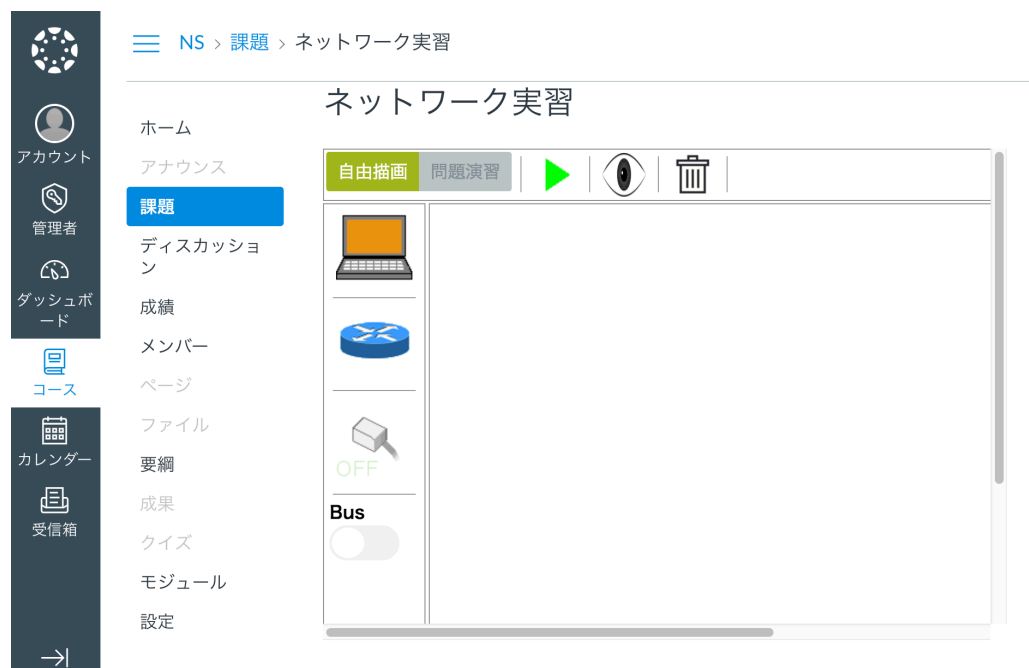 NS > 課題 > ネットワーク実習
アカウント
管理者
ダッシュボ
ード
コース
カレンダー
受信箱
ホーム
アナウンス
課題
ディスカッショ
ン
成績
メンバー
ページ
ファイル
要綱
成果
クイズ
モジュール
設定
ネットワーク実習
自由描画 問題演習
OFF
Bus